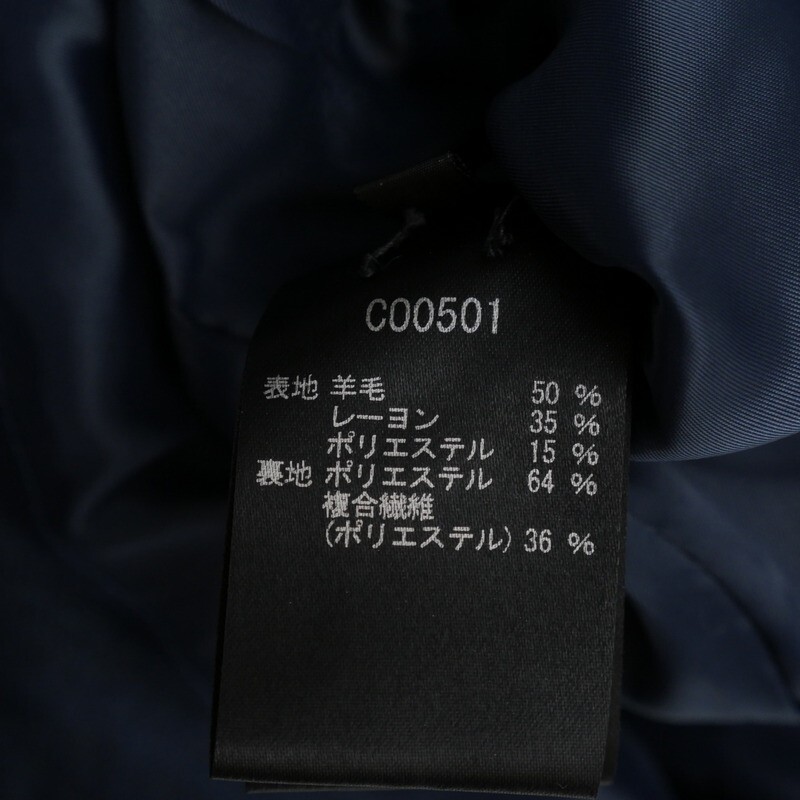 C00501
表地 羊毛 50 %
レーヨン 35 %
ポリエステル 15 %
裏地 ポリエステル 64 %
複合繊維
(ポリエステル) 36 %